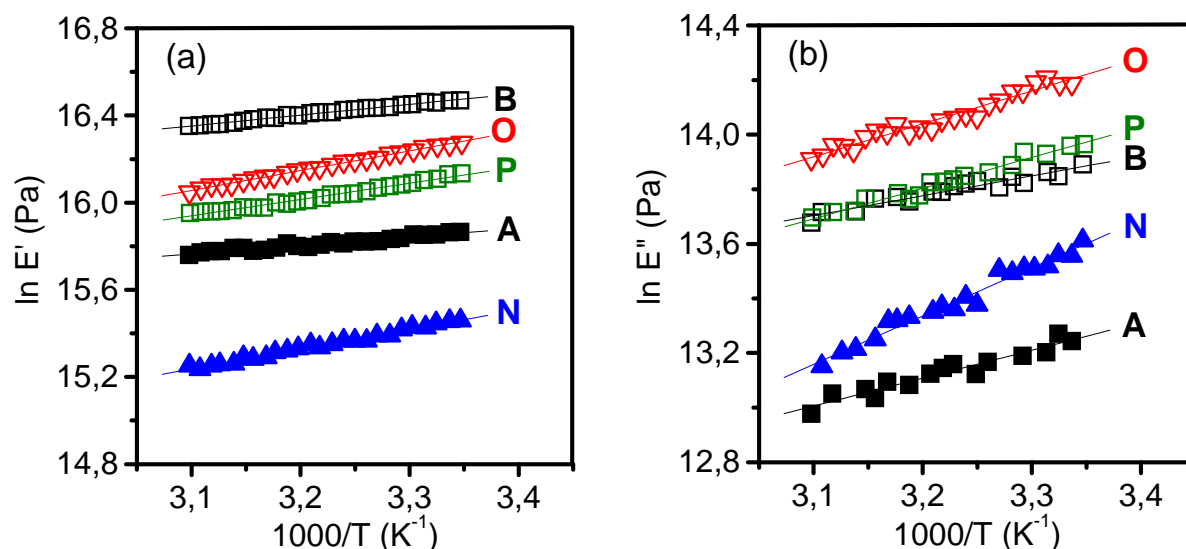 (a)
ln E' (Pa)
16,8
16,4
16,0
15,6
15,2
14,8
B
O
P
A
N
3,1 3,2 3,3 3,4
1000/T (K⁻¹)
(b)
ln E" (Pa)
14,4
14,0
13,6
13,2
12,8
O
P
B
N
A
3,1 3,2 3,3 3,4
1000/T (K⁻¹)